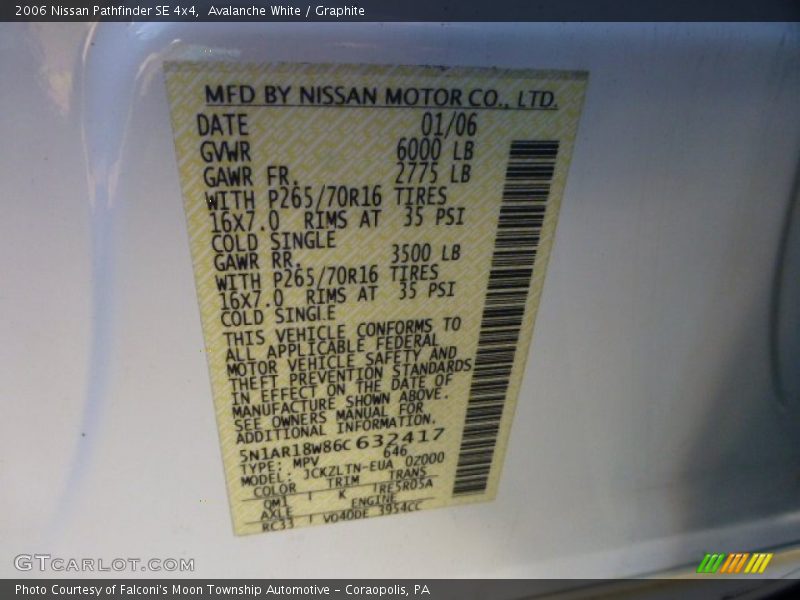 2006 Nissan Pathfinder SE 4x4, Avalanche White / Graphite
MFD BY NISSAN MOTOR CO., LTD.
DATE 01/06
GVWR 6000 LB
GAWR FR. 2775 LB
WITH P265/70R16 TIRES
16X7.0 RIMS AT 35 PSI
COLD SINGLE
GAWR RR. 3500 LB
WITH P265/70R16 TIRES
16X7.0 RIMS AT 35 PSI
COLD SINGLE
THIS VEHICLE CONFORMS TO
ALL APPLICABLE FEDERAL
MOTOR VEHICLE SAFETY AND
THEFT PREVENTION STANDARDS
IN EFFECT ON THE DATE OF
MANUFACTURE SHOWN ABOVE.
SEE OWNERS MANUAL FOR
ADDITIONAL INFORMATION.
5N1AR18W86C632417
TYPE: MPV 646
MODEL: JCKZLTN-EUA 02000
COLOR TRIM TRANS
QM1 K RE5R05A
AXLE ENGINE
RC33 VQ40DE 3954CC
GTCARLOT.COM
Photo Courtesy of Falconi's Moon Township Automotive – Coraopolis, PA